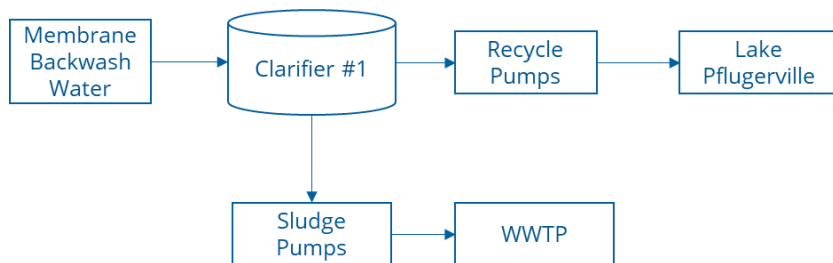 Membrane
Backwash
Water
Clarifier #1
Recycle
Pumps
Lake
Pflugerville
Sludge
Pumps
WWTP